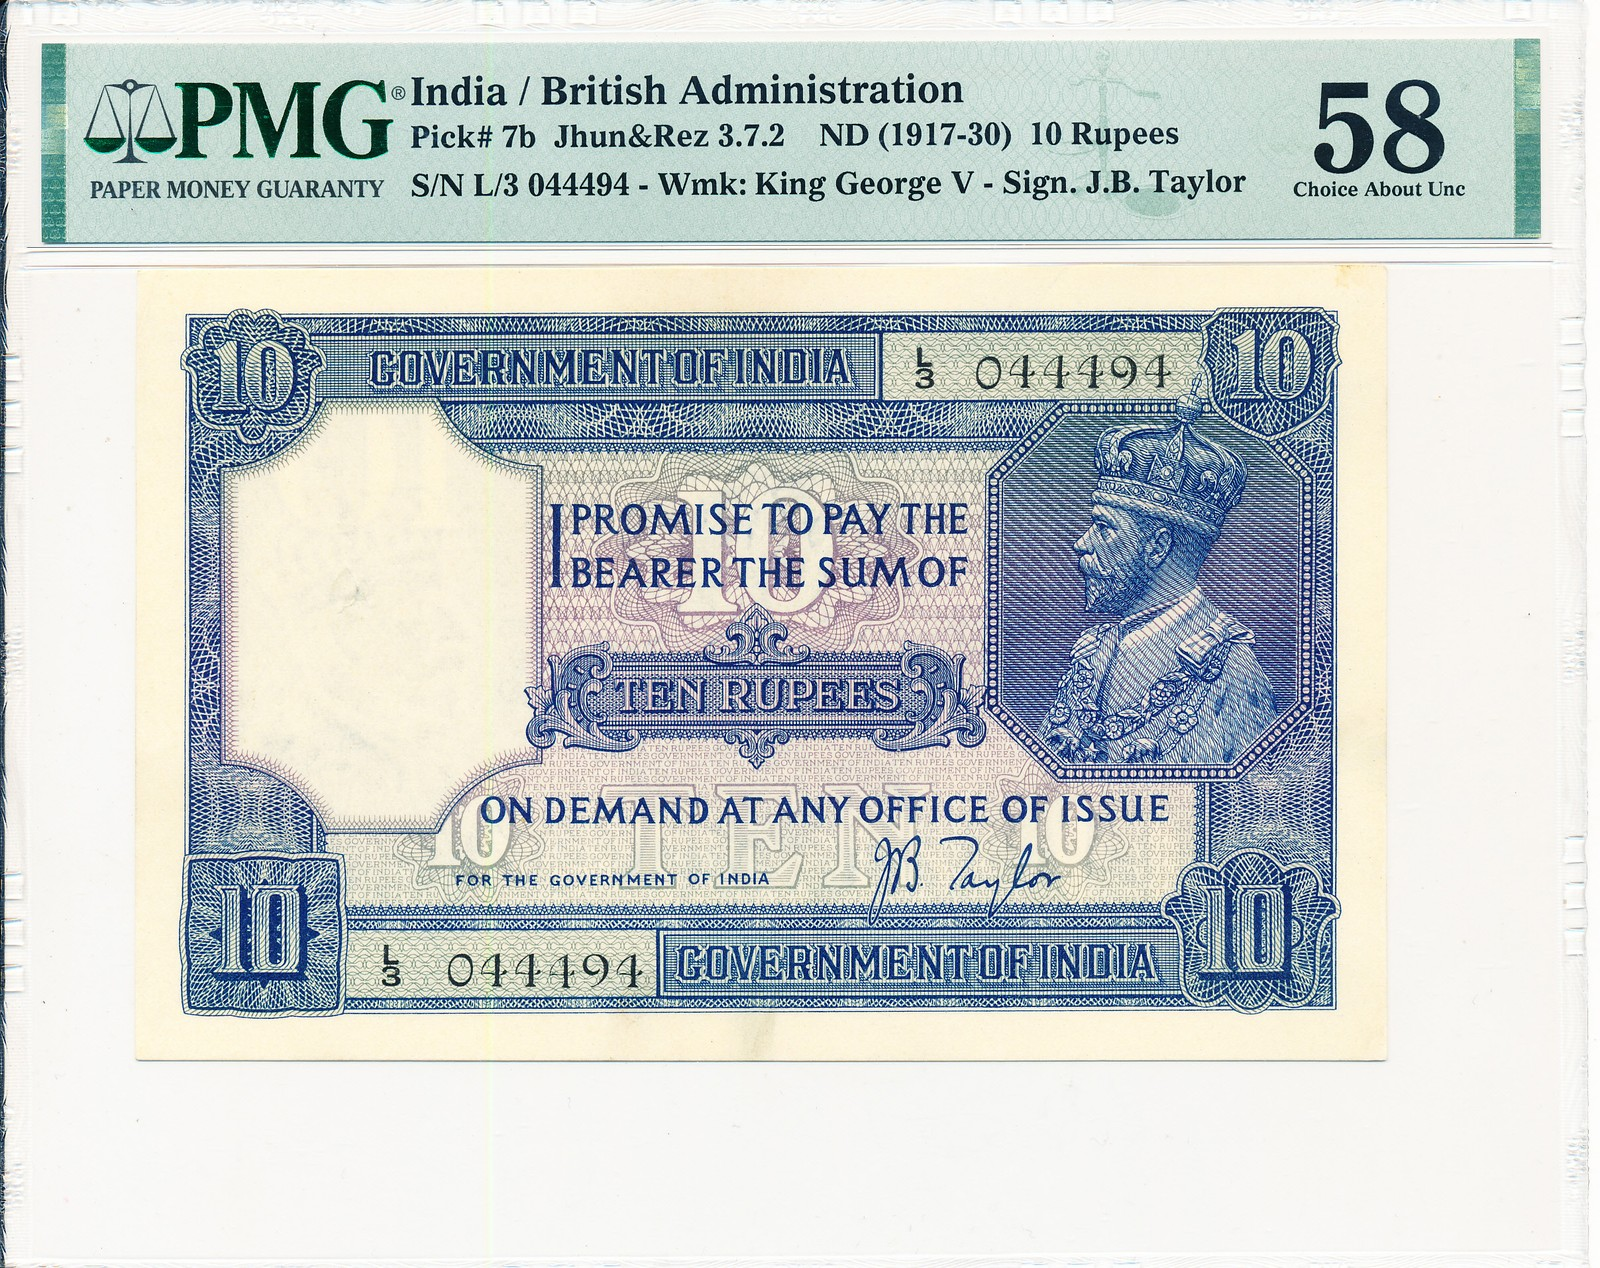 PMG®
PAPER MONEY GUARANTY
India / British Administration
Pick# 7b Jhun&Rez 3.7.2 ND (1917-30) 10 Rupees
S/N L/3 044494 - Wmk: King George V - Sign. J.B. Taylor
58
Choice About Unc
10
GOVERNMENT OF INDIA
L/3 044494
10
10
I PROMISE TO PAY THE
BEARER THE SUM OF
TEN RUPEES
ON DEMAND AT ANY OFFICE OF ISSUE
10 TEN 10
FOR THE GOVERNMENT OF INDIA
JB. Taylor
10
L/3 044494
GOVERNMENT OF INDIA
10